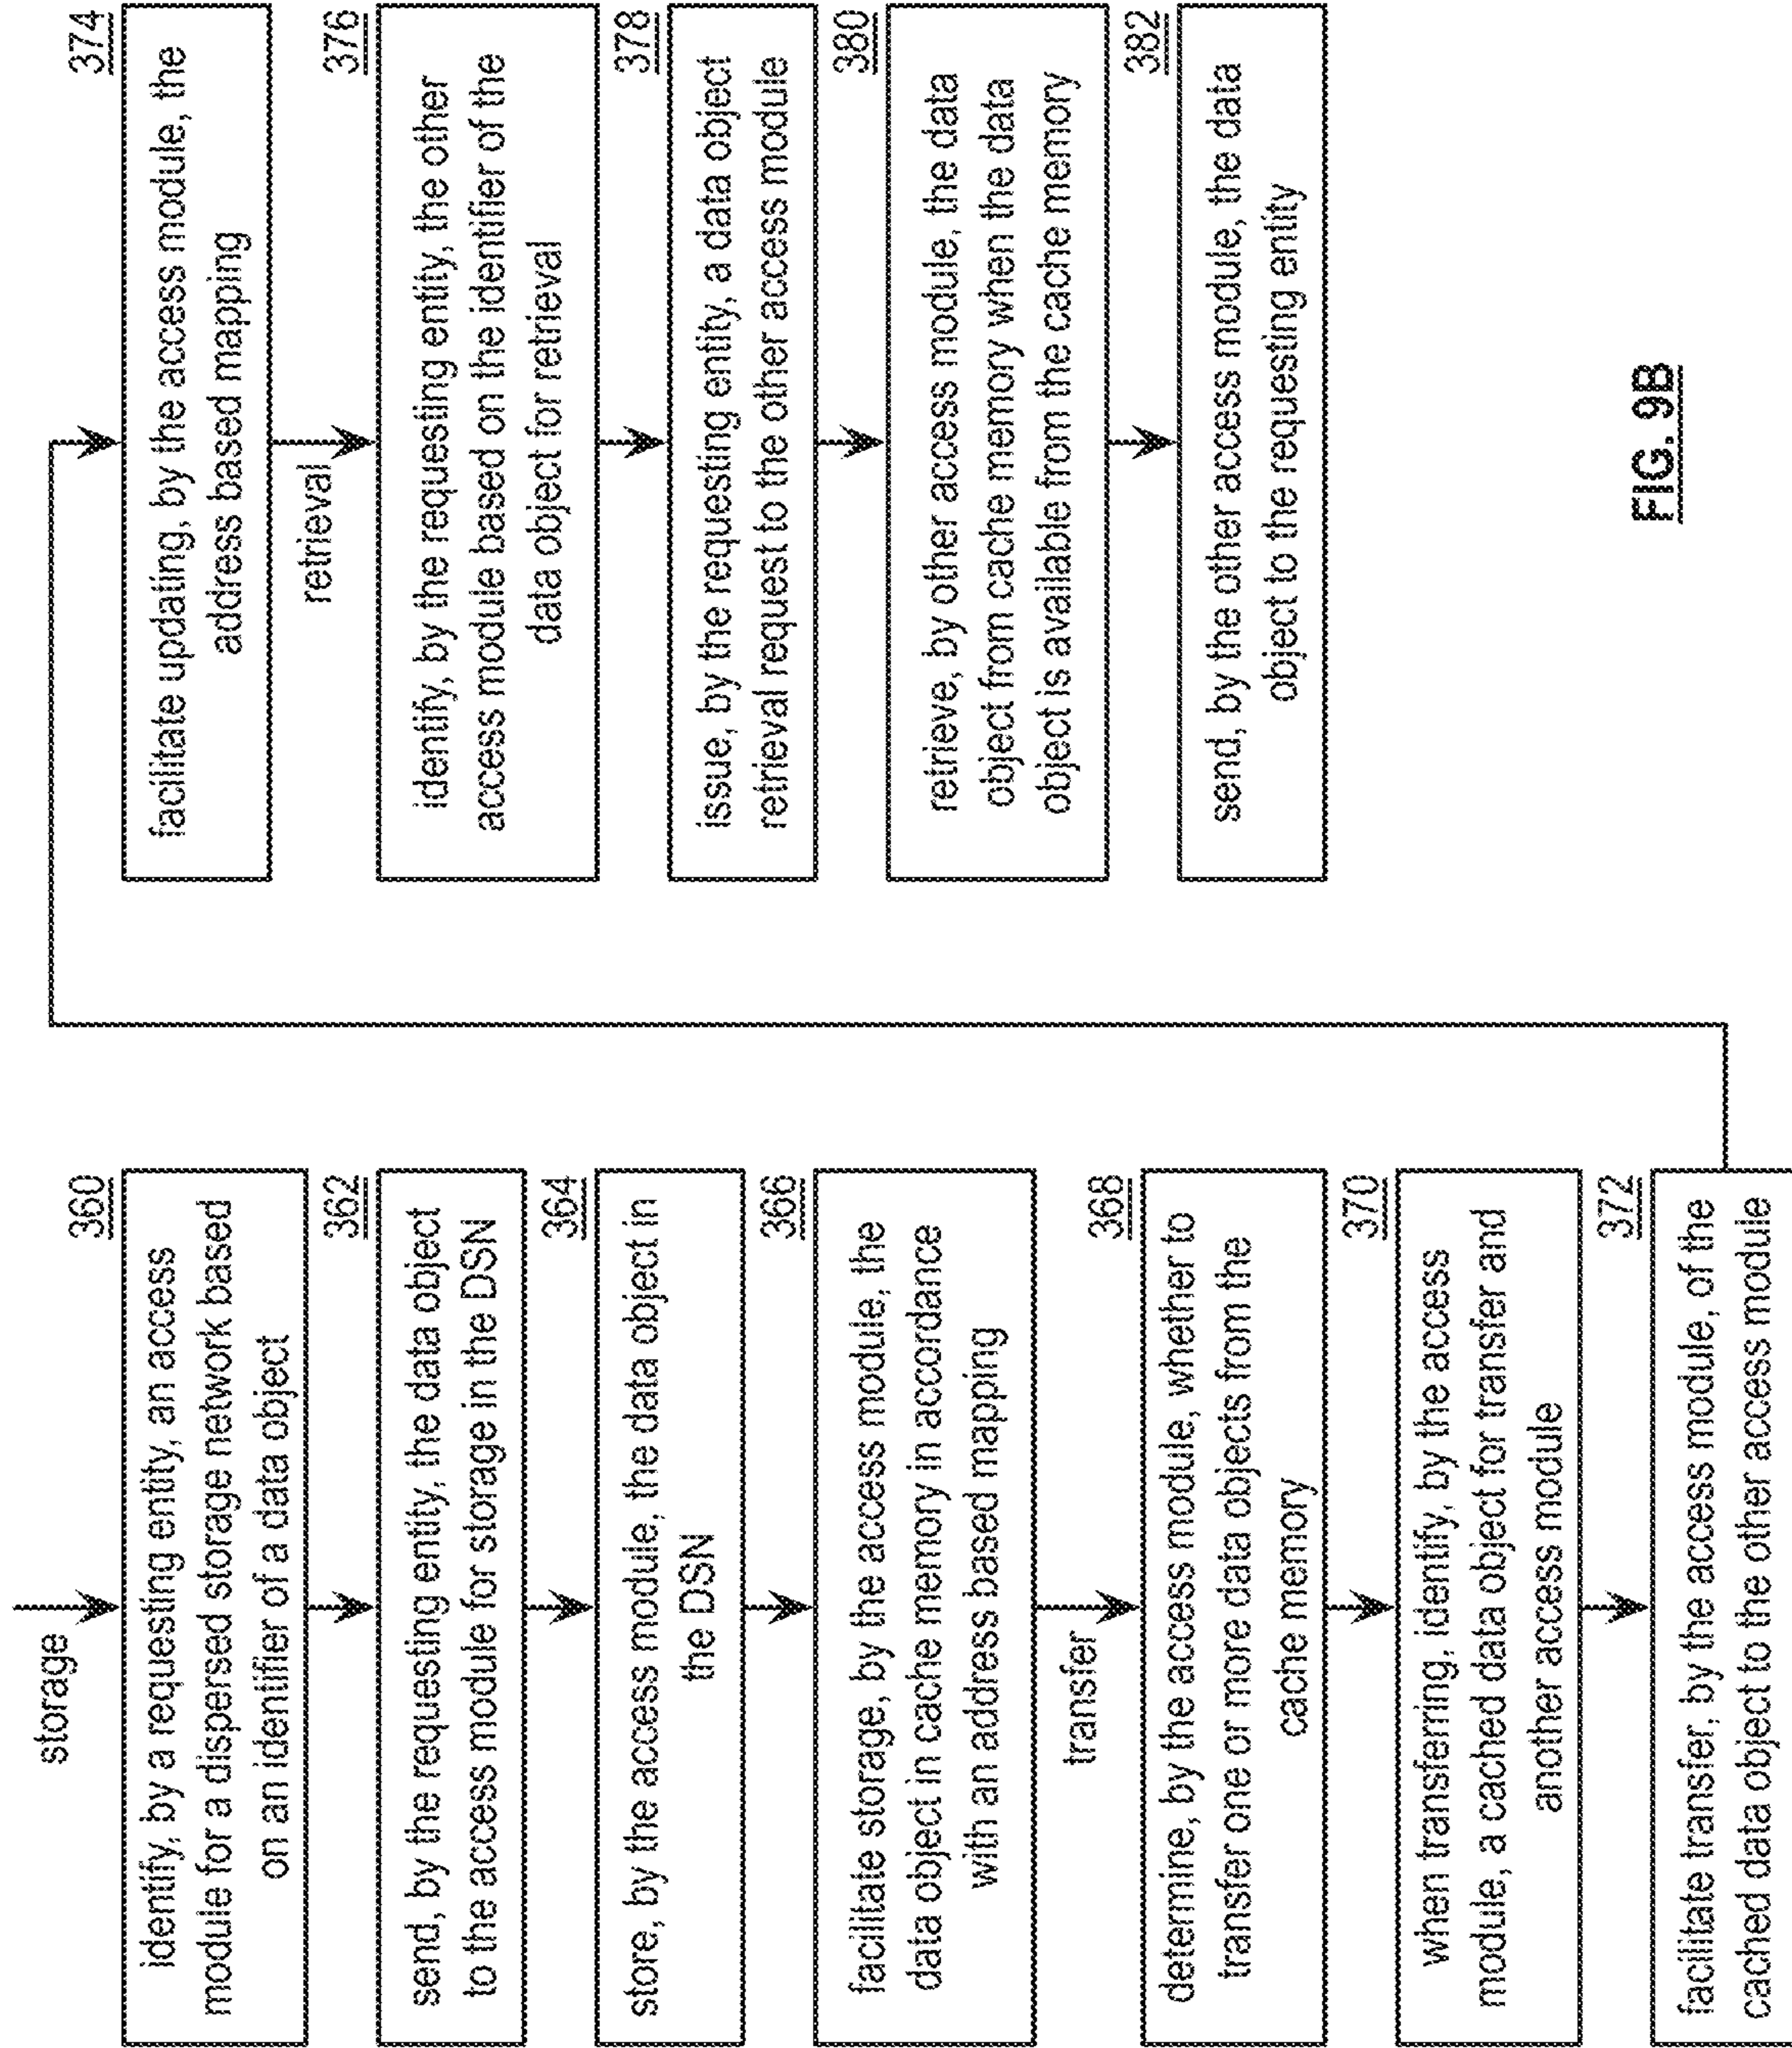 storage
360
identify, by a requesting entity, an access
module for a dispersed storage network based
on an identifier of a data object
362
send, by the requesting entity, the data object
to the access module for storage in the DSN
364
store, by the access module, the data object in
the DSN
366
facilitate storage, by the access module, the
data object in cache memory in accordance
with an address based mapping
transfer
368
determine, by the access module, whether to
transfer one or more data objects from the
cache memory
370
when transferring, identify, by the access
module, a cached data object for transfer and
another access module
372
facilitate transfer, by the access module, of the
cached data object to the other access module
374
facilitate updating, by the access module, the
address based mapping
retrieval
376
identify, by the requesting entity, the other
access module based on the identifier of the
data object for retrieval
378
issue, by the requesting entity, a data object
retrieval request to the other access module
380
retrieve, by other access module, the data
object from cache memory when the data
object is available from the cache memory
382
send, by the other access module, the data
object to the requesting entity
FIG. 9B